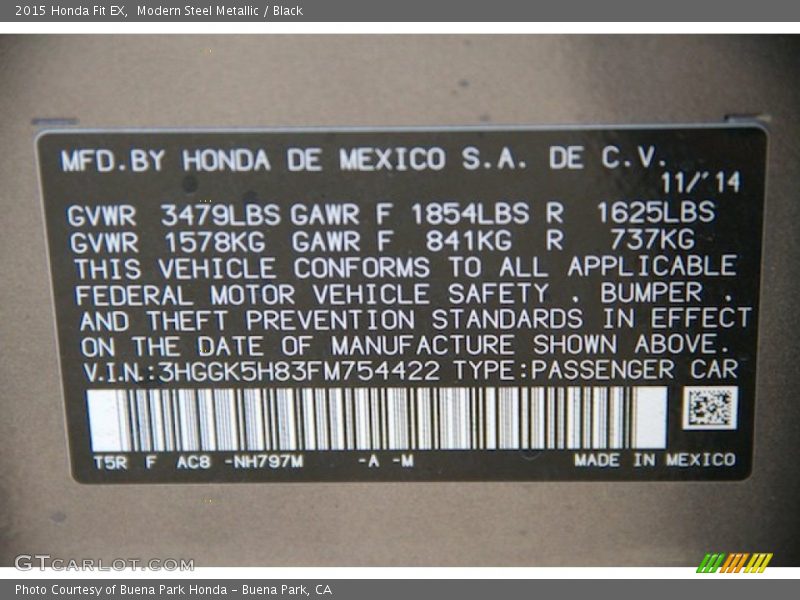 2015 Honda Fit EX, Modern Steel Metallic / Black
MFD.BY HONDA DE MEXICO S.A. DE C.V.
11/'14
GVWR 3479LBS GAWR F 1854LBS R 1625LBS
GVWR 1578KG GAWR F 841KG R 737KG
THIS VEHICLE CONFORMS TO ALL APPLICABLE
FEDERAL MOTOR VEHICLE SAFETY . BUMPER .
AND THEFT PREVENTION STANDARDS IN EFFECT
ON THE DATE OF MANUFACTURE SHOWN ABOVE.
V.I.N.:3HGGK5H83FM754422 TYPE:PASSENGER CAR
T5R F AC8 -NH797M -A -M MADE IN MEXICO
GTCARLOT.COM
Photo Courtesy of Buena Park Honda - Buena Park, CA